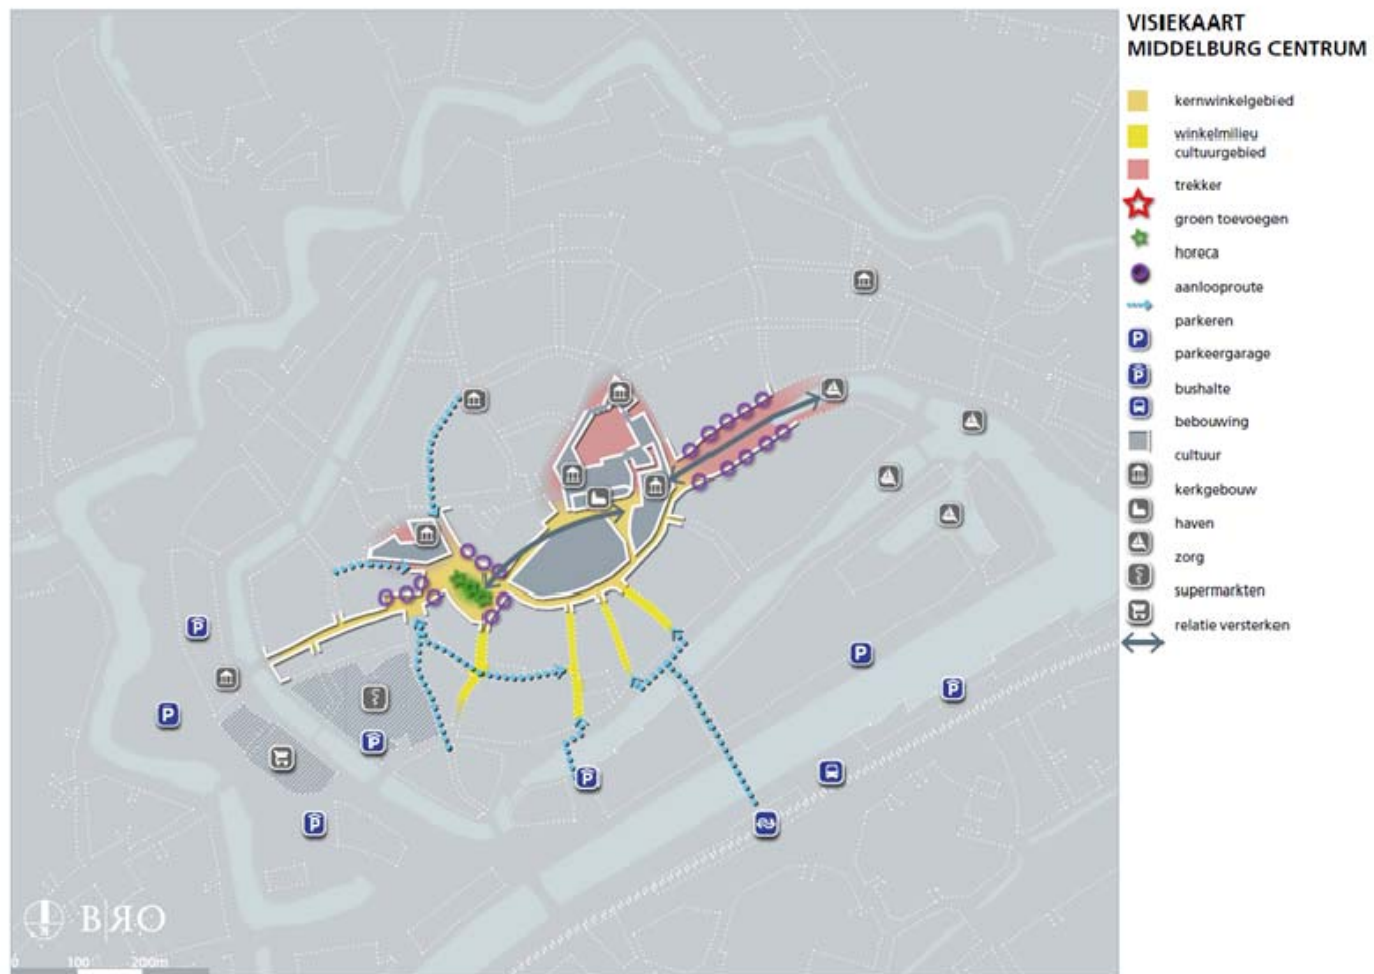 VISIEKAART
MIDDELBURG CENTRUM
kernwinkelgebied
winkelmilieu
cultuurgebied
trekker
groen toevoegen
horeca
aanlooproute
parkeren
P
parkeergarage
P
bushalte
bebouwing
cultuur
kerkgebouw
haven
zorg
supermarkten
relatie versterken
P
P
P
P
P
P
P
BRO
0 100 200m